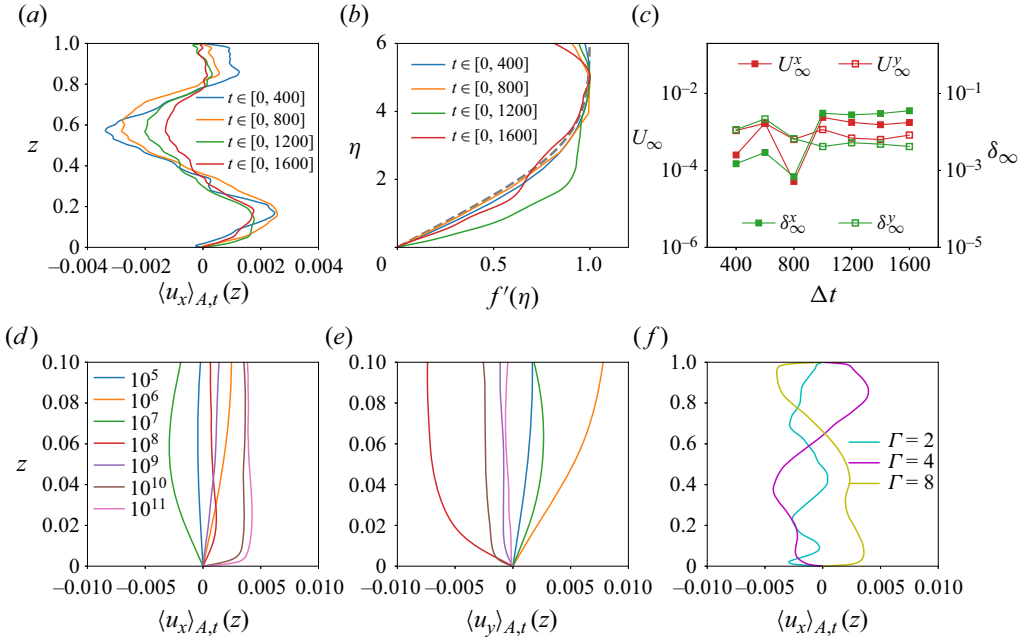 (a)
1.0
0.8
0.6
0.4
0.2
0
z
t ∈ [0, 400]
t ∈ [0, 800]
t ∈ [0, 1200]
t ∈ [0, 1600]
−0.004 −0.002 0 0.002 0.004
⟨u_x⟩_{A,t}(z)
(b)
6
4
2
0
η
t ∈ [0, 400]
t ∈ [0, 800]
t ∈ [0, 1200]
t ∈ [0, 1600]
0.5 1.0
f′(η)
(c)
U_∞^x U_∞^y
10^{−2}
10^{−4}
10^{−6}
U_∞
10^{−1}
10^{−3}
10^{−5}
δ_∞
δ_∞^x δ_∞^y
400 800 1200 1600
Δt
(d)
0.10
0.08
0.06
0.04
0.02
0
z
10^5
10^6
10^7
10^8
10^9
10^{10}
10^{11}
−0.010 −0.005 0 0.005 0.010
⟨u_x⟩_{A,t}(z)
(e)
0.10
0.08
0.06
0.04
0.02
0
−0.010 −0.005 0 0.005 0.010
⟨u_y⟩_{A,t}(z)
(f)
1.0
0.8
0.6
0.4
0.2
0
Γ = 2
Γ = 4
Γ = 8
−0.010 −0.005 0 0.005 0.010
⟨u_x⟩_{A,t}(z)